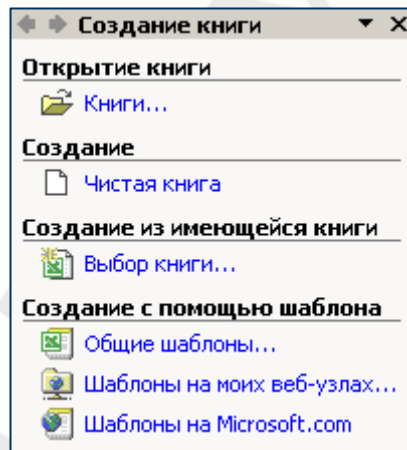 Создание книги
Открытие книги
Книги...
Создание
Чистая книга
Создание из имеющейся книги
Выбор книги...
Создание с помощью шаблона
Общие шаблоны...
Шаблоны на моих веб-узлах...
Шаблоны на Microsoft.com